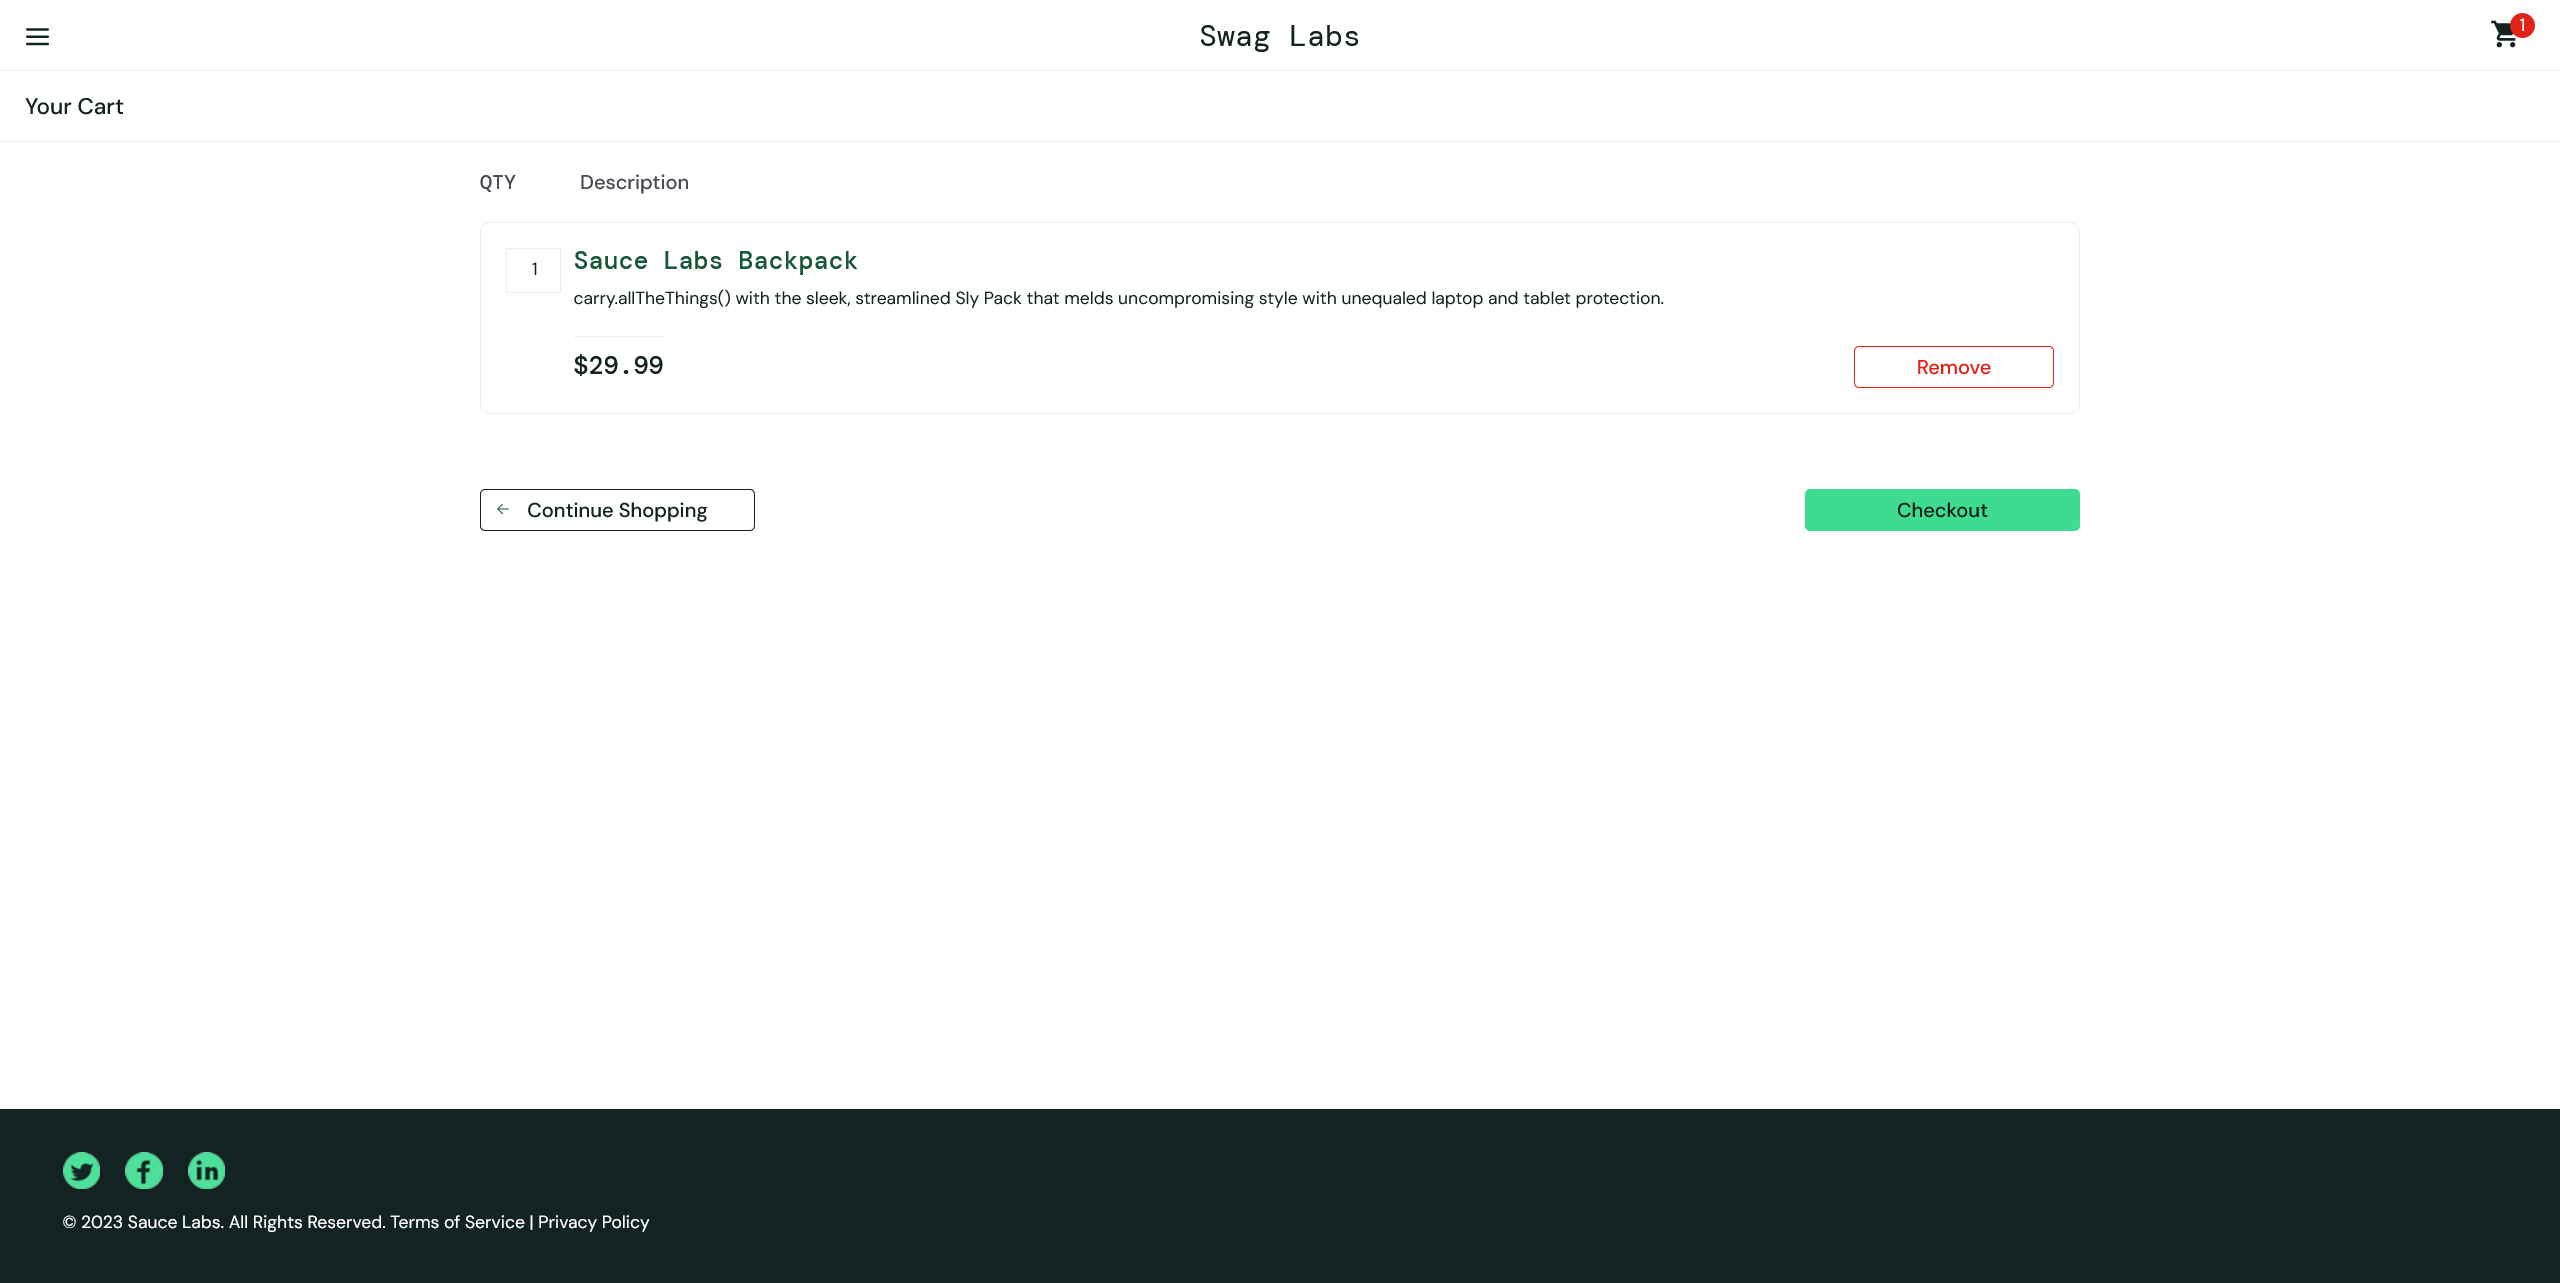 Swag Labs
1
Your Cart
QTY Description
1 Sauce Labs Backpack
carry.allTheThings() with the sleek, streamlined Sly Pack that melds uncompromising style with unequaled laptop and tablet protection.
$29.99 Remove
Continue Shopping Checkout
© 2023 Sauce Labs. All Rights Reserved. Terms of Service | Privacy Policy